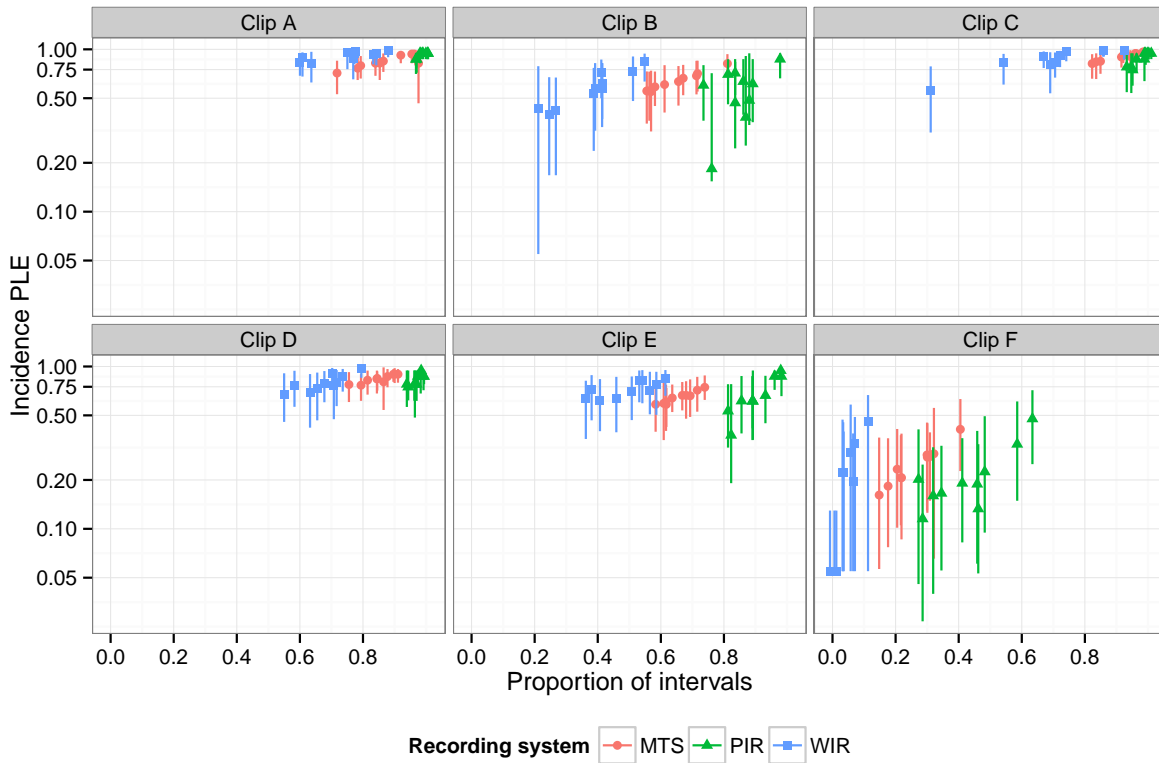 Clip A Clip B Clip C
1.00
0.75
0.50
0.20
0.10
0.05
Incidence PLE
Clip D Clip E Clip F
1.00
0.75
0.50
0.20
0.10
0.05
0.0 0.2 0.4 0.6 0.8 0.0 0.2 0.4 0.6 0.8 0.0 0.2 0.4 0.6 0.8
Proportion of intervals
Recording system MTS PIR WIR